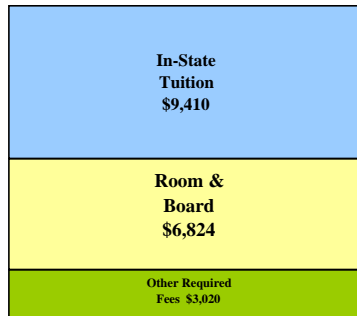 In-State
Tuition
$9,410
Room &
Board
$6,824
Other Required
Fees $3,020